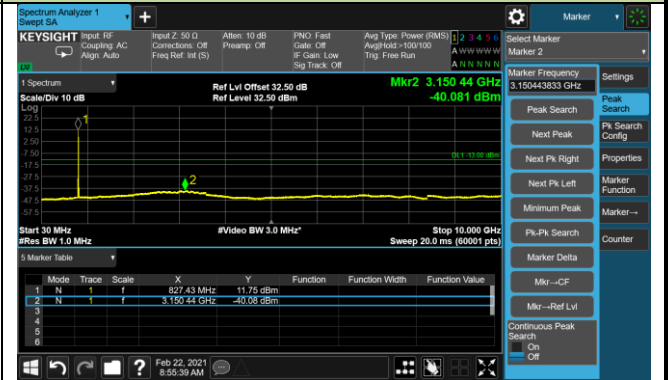 Spectrum Analyzer 1
Swept SA
Marker
KEYSIGHT
Input: RF
Coupling: AC
Align: Auto
Input Z: 50 Ω
Corrections: Off
Freq Ref: Int (S)
Atten: 10 dB
Preamp: Off
PNO: Fast
Gate: Off
IF Gain: Low
Sig Track: Off
Avg Type: Power (RMS)
Avg|Hold:>100/100
Trig: Free Run
1 2 3 4 5 6
A W W W W W
A N N N N N
Select Marker
Marker 2
LV
1 Spectrum
Scale/Div 10 dB
Log
Ref Lvl Offset 32.50 dB
Ref Level 32.50 dBm
Mkr2 3.150 44 GHz
-40.081 dBm
22.5
12.5
2.50
-7.50
-17.5
-27.5
-37.5
-47.5
-57.5
1
2
DL1 -13.00 dBm
Start 30 MHz
#Res BW 1.0 MHz
#Video BW 3.0 MHz*
Stop 10.000 GHz
Sweep 20.0 ms (60001 pts)
5 Marker Table
Mode Trace Scale X Y Function Function Width Function Value
1 N 1 f 827.43 MHz 11.75 dBm
2 N 1 f 3.150 44 GHz -40.08 dBm
3
4
5
6
Marker Frequency
3.150443833 GHz
Peak Search
Next Peak
Next Pk Right
Next Pk Left
Minimum Peak
Pk-Pk Search
Marker Delta
Mkr→CF
Mkr→Ref Lvl
Continuous Peak
Search
On
Off
Settings
Peak
Search
Pk Search
Config
Properties
Marker
Function
Marker→
Counter
?
Feb 22, 2021
8:55:39 AM